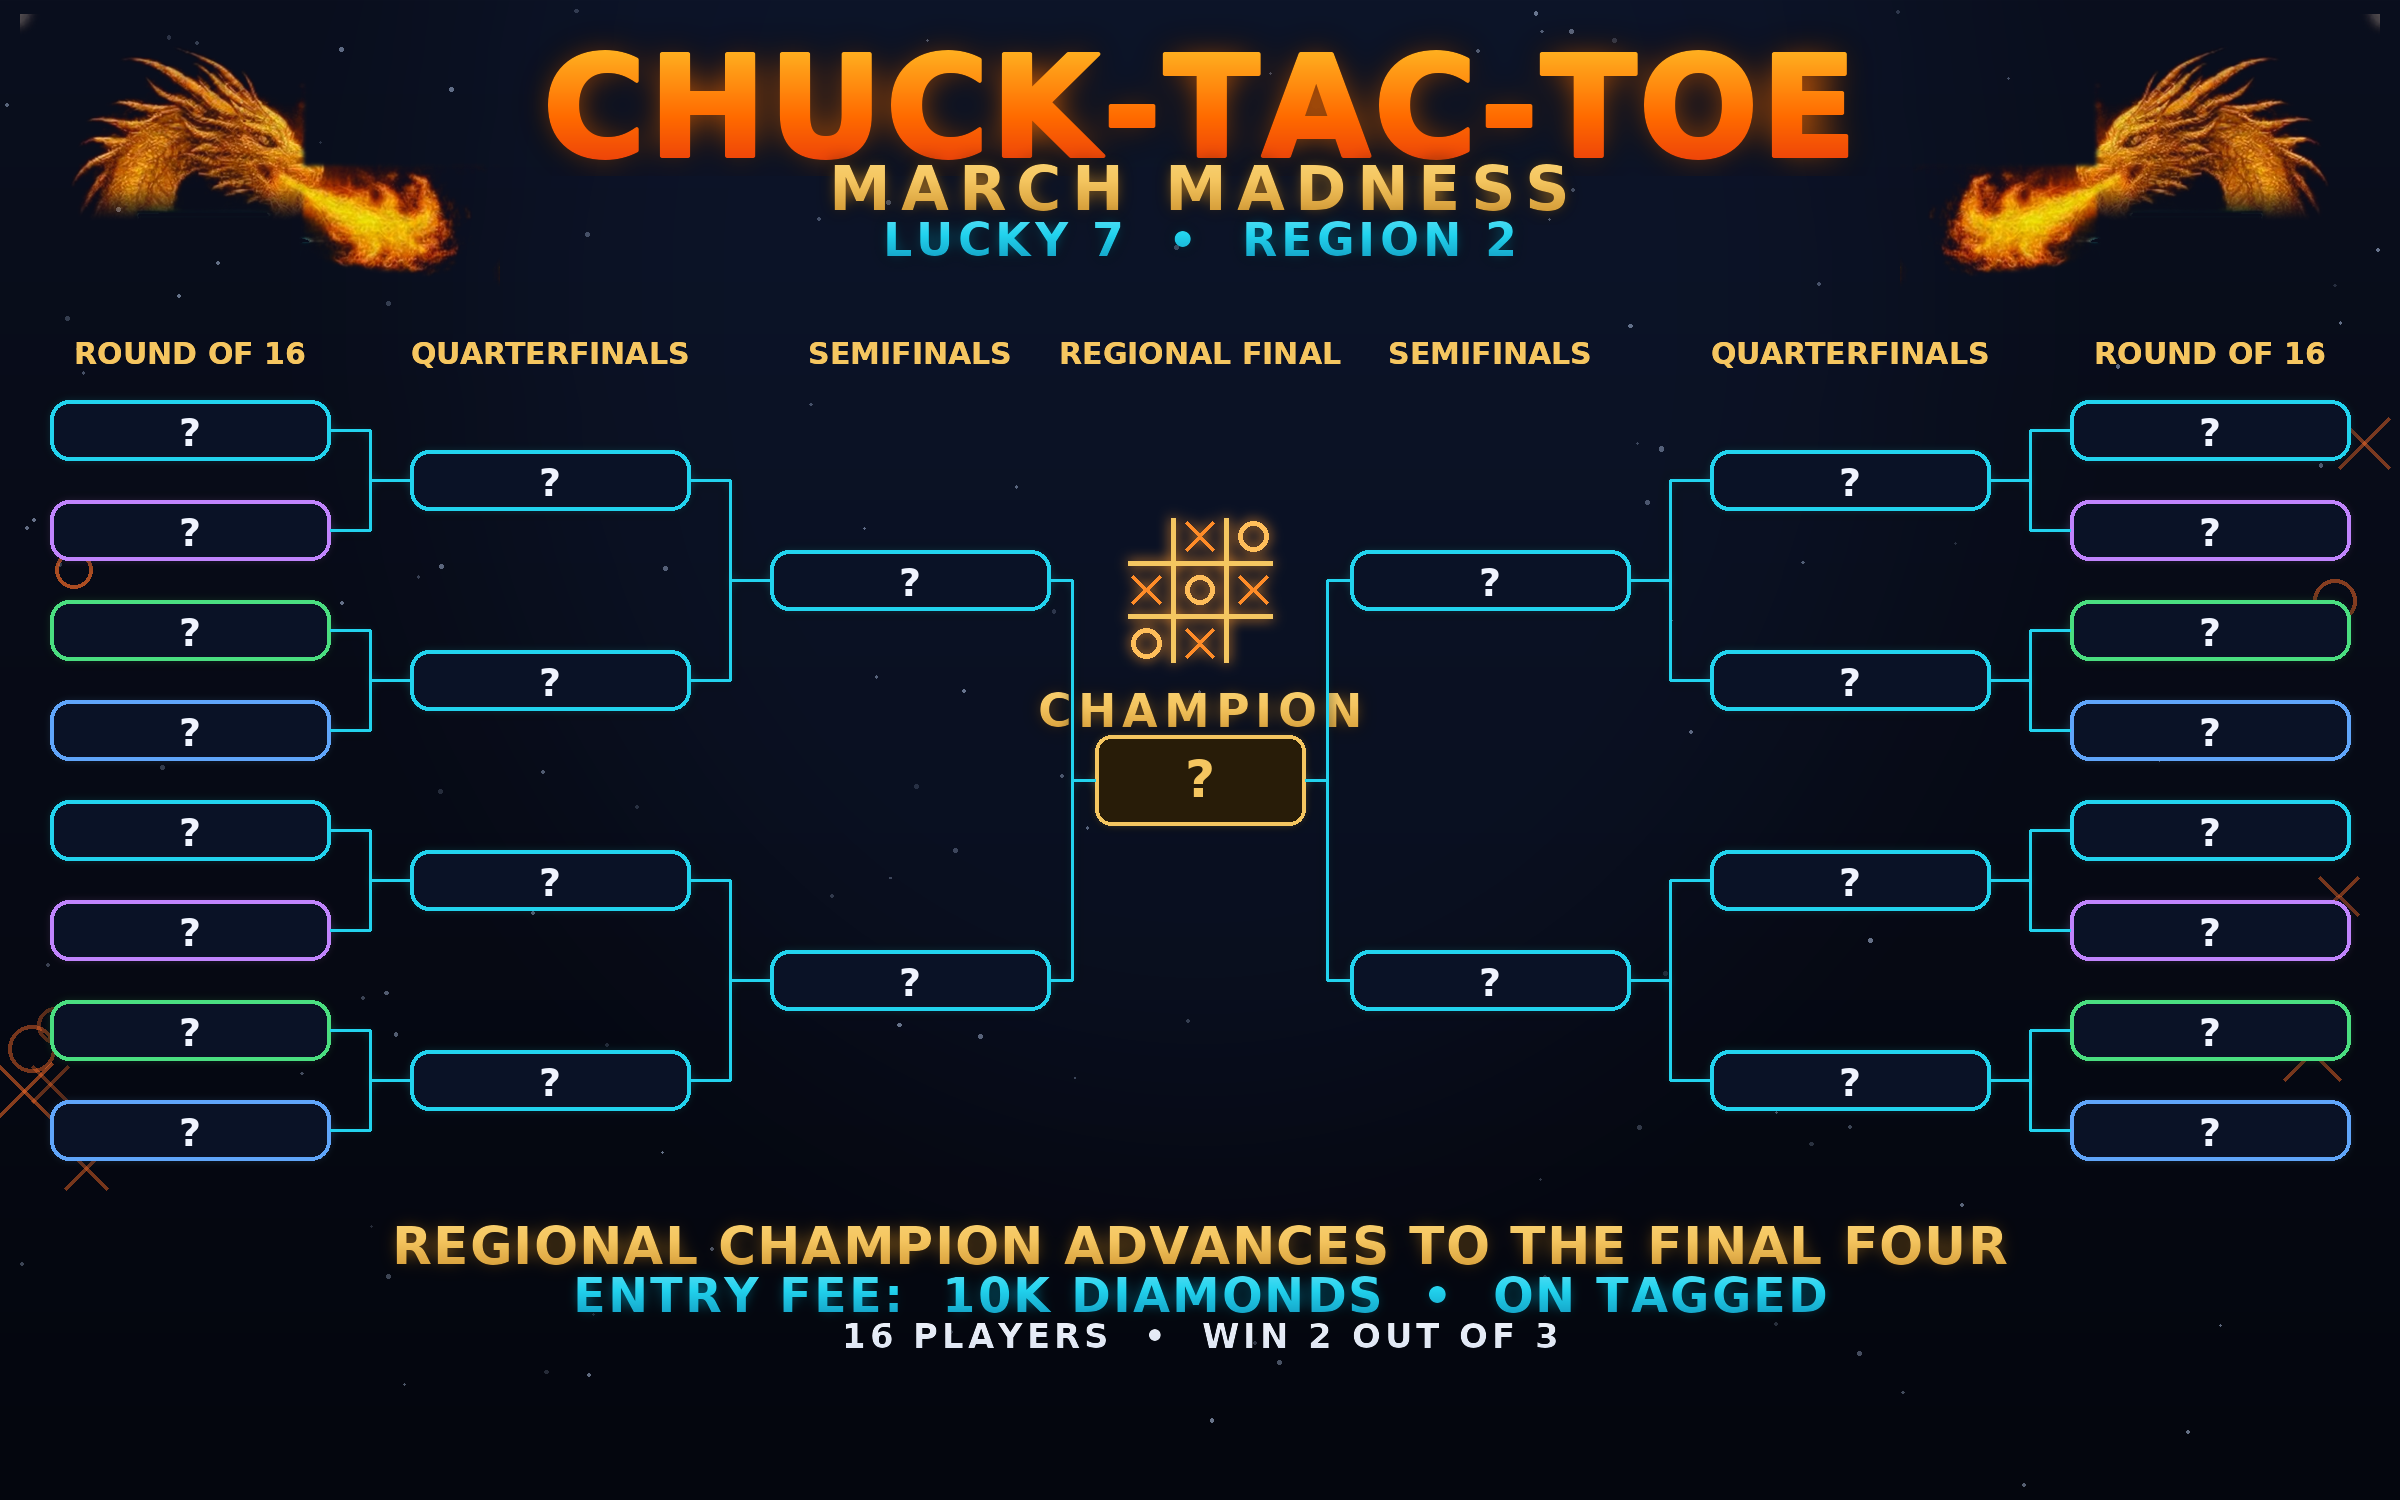 CHUCK-TAC-TOE
MARCH MADNESS
LUCKY 7 • REGION 2
ROUND OF 16 QUARTERFINALS SEMIFINALS REGIONAL FINAL SEMIFINALS QUARTERFINALS ROUND OF 16
? ?
? ?
? ?
? ?
? ?
? ?
? ?
? ?
CHAMPION
? ?
?
? ?
? ?
? ?
? ?
? ?
? ?
? ?
REGIONAL CHAMPION ADVANCES TO THE FINAL FOUR
ENTRY FEE: 10K DIAMONDS • ON TAGGED
16 PLAYERS • WIN 2 OUT OF 3